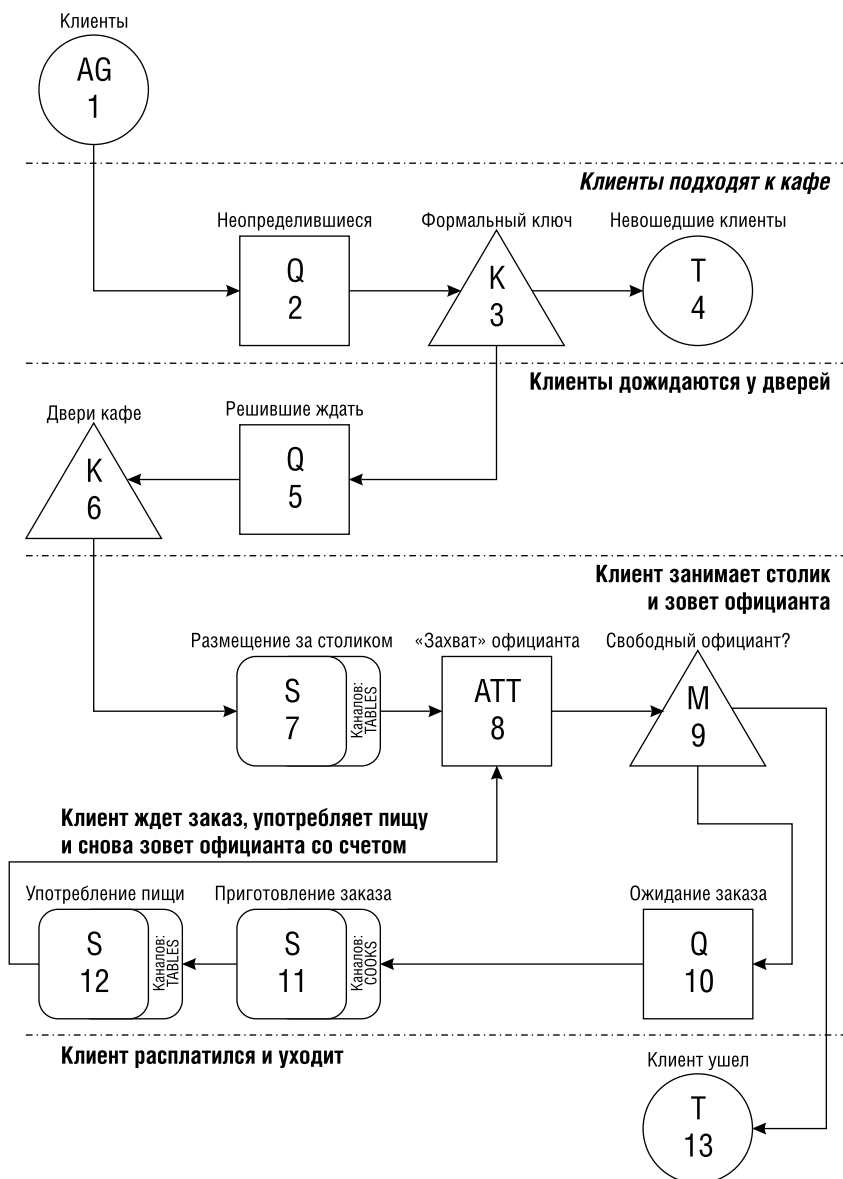 Клиенты
AG
1
Клиенты подходят к кафе
Неопределившиеся
Формальный ключ
Невошедшие клиенты
Q
2
K
3
T
4
Клиенты дожидаются у дверей
Двери кафе
Решившие ждать
K
6
Q
5
Клиент занимает столик
и зовет официанта
Размещение за столиком
«Захват» официанта
Свободный официант?
S
7
Каналов:
TABLES
ATT
8
M
9
Клиент ждет заказ, употребляет пищу
и снова зовет официанта со счетом
Употребление пищи
Приготовление заказа
Ожидание заказа
S
12
Каналов:
TABLES
S
11
Каналов:
COOKS
Q
10
Клиент расплатился и уходит
Клиент ушел
T
13